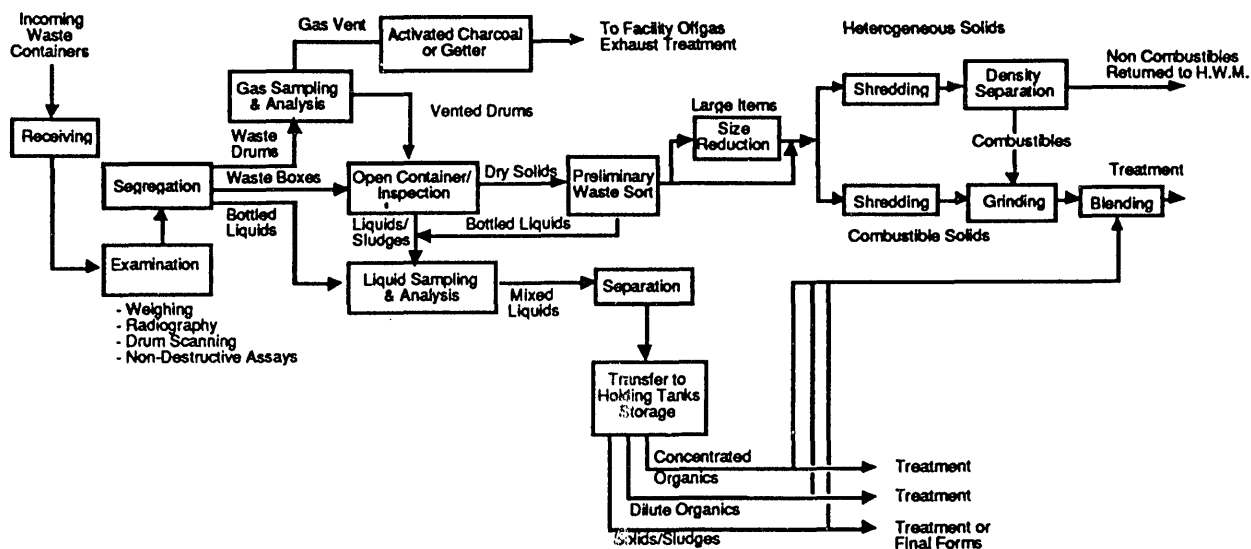 Incoming
Waste
Containers
Receiving
Segregation
Examination
- Weighing
- Radiography
- Drum Scanning
- Non-Destructive Assays
Gas Vent
Gas Sampling
& Analysis
Waste
Drums
Waste Boxes
Bottled
Liquids
Activated Charcoal
or Getter
To Facility Offgas
Exhaust Treatment
Vented Drums
Open Container/
Inspection
Dry Solids
Liquids/
Sludges
Bottled Liquids
Preliminary
Waste Sort
Large Items
Size
Reduction
Liquid Sampling
& Analysis
Mixed
Liquids
Separation
Transfer to
Holding Tanks
Storage
Heterogeneous Solids
Shredding
Density
Separation
Non Combustibles
Returned to H.W.M.
Combustibles
Shredding
Grinding
Blending
Treatment
Combustible Solids
Concentrated
Organics
Treatment
Dilute Organics
Treatment
Solids/Sludges
Treatment or
Final Forms